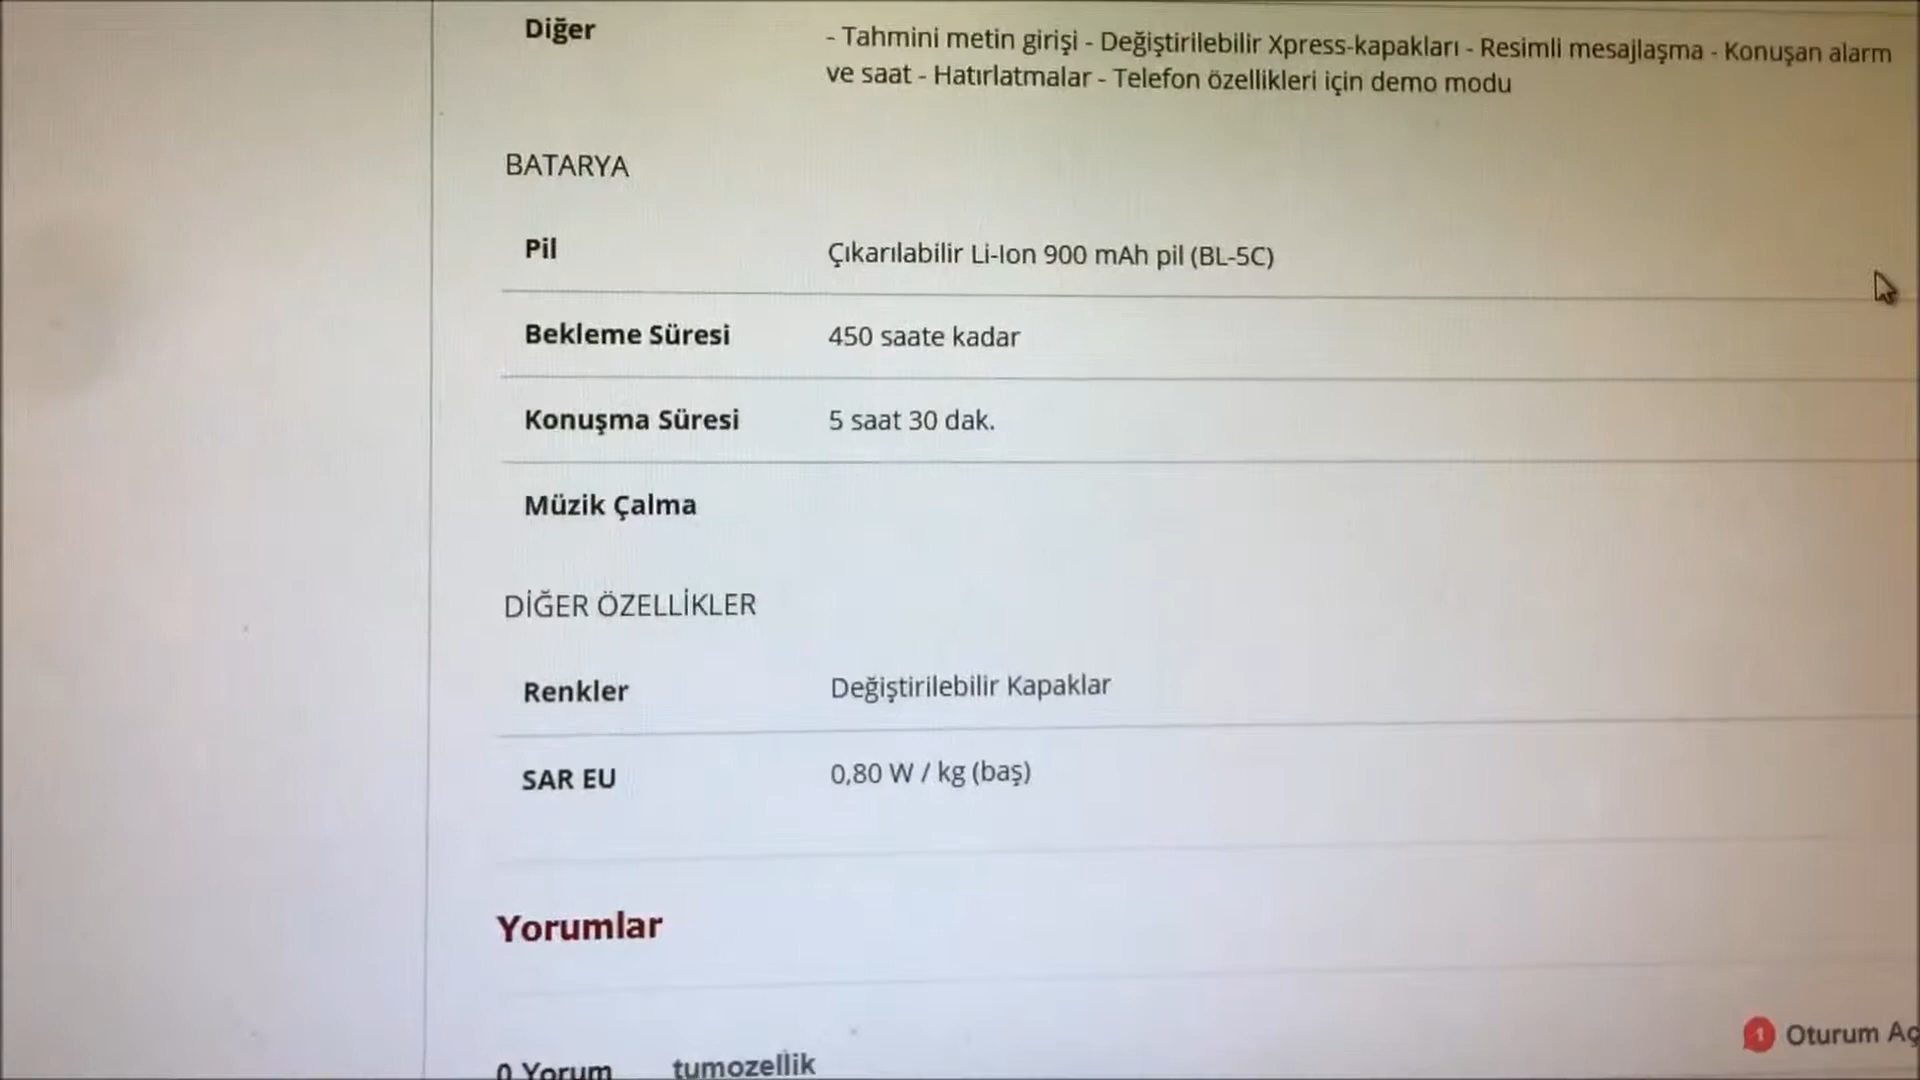 Diğer
- Tahmini metin girişi - Değiştirilebilir Xpress-kapakları - Resimli mesajlaşma - Konuşan alarm
ve saat - Hatırlatmalar - Telefon özellikleri için demo modu
BATARYA
Pil Çıkarılabilir Li-Ion 900 mAh pil (BL-5C)
Bekleme Süresi 450 saate kadar
Konuşma Süresi 5 saat 30 dak.
Müzik Çalma
DİĞER ÖZELLİKLER
Renkler Değiştirilebilir Kapaklar
SAR EU 0,80 W / kg (baş)
Yorumlar
1 Oturum Aç
0 Yorum tumozellik